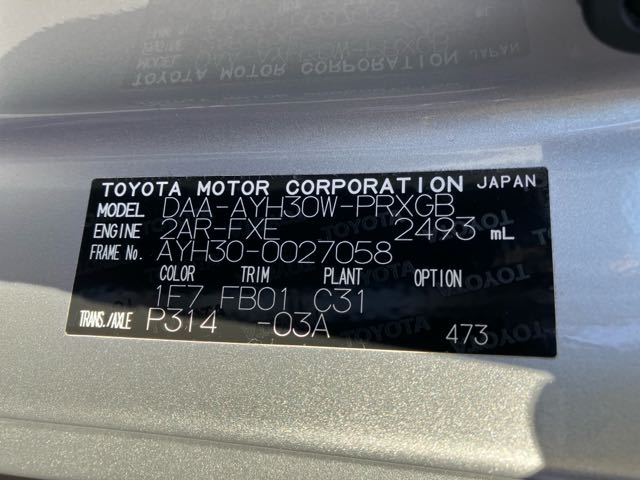 TOYOTA MOTOR CORPORATION JAPAN
MODEL DAA-AYH30W-PRXGB
ENGINE 2AR-FXE 2493 mL
FRAME No. AYH30-0027058
COLOR TRIM PLANT OPTION
1E7 FB01 C31
TRANS./AXLE P314 -03A 473